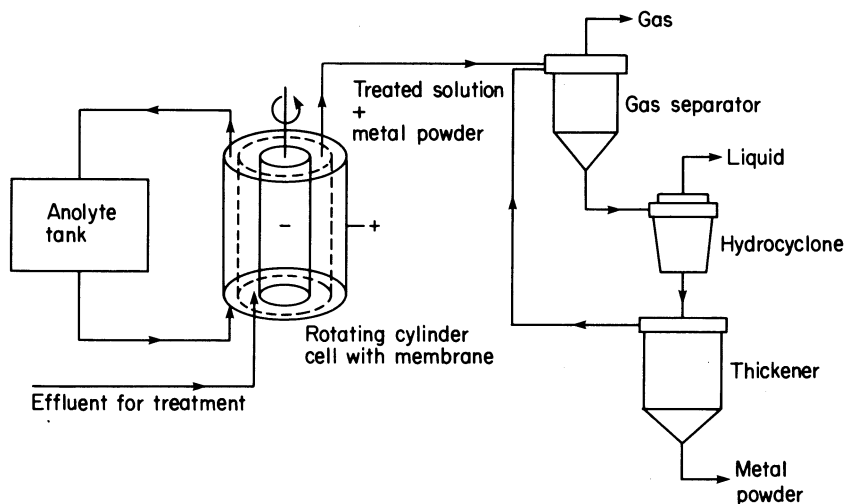 Gas
Treated solution
+
metal powder
Gas separator
Liquid
Anolyte
tank
-
+
Hydrocyclone
Rotating cylinder
cell with membrane
Thickener
Effluent for treatment
Metal
powder